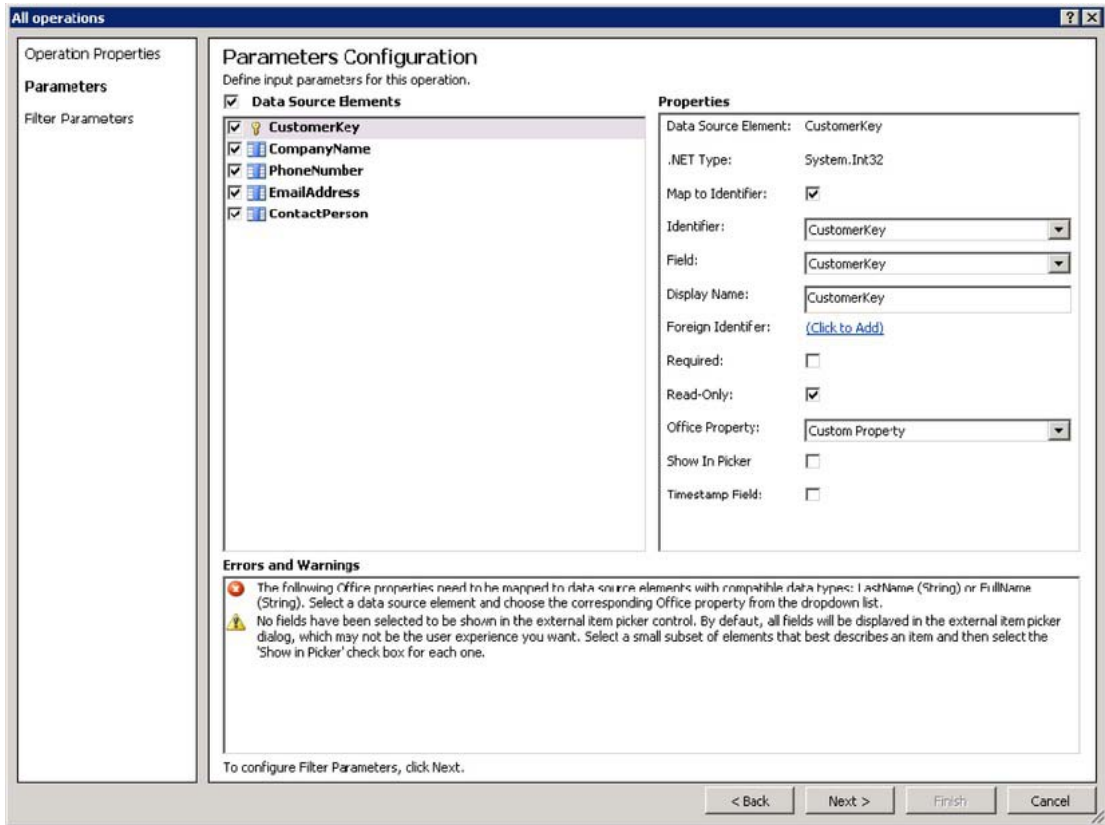 All operations
Operation Properties
Parameters
Filter Parameters
Parameters Configuration
Define input parameters for this operation.
Data Source Elements
CustomerKey
CompanyName
PhoneNumber
EmailAddress
ContactPerson
Properties
Data Source Element: CustomerKey
.NET Type: System.Int32
Map to Identifier:
Identifier: CustomerKey
Field: CustomerKey
Display Name: CustomerKey
Foreign Identifer: (Click to Add)
Required:
Read-Only:
Office Property: Custom Property
Show In Picker
Timestamp Field:
Errors and Warnings
The following Office properties need to be mapped to data source elements with compatible data types: LastName (String) or FullName
(String). Select a data source element and choose the corresponding Office property from the dropdown list.
No fields have been selected to be shown in the external item picker control. By defaut, all fields will be displayed in the external item picker
dialog, which may not be the user experience you want. Select a small subset of elements that best describes an item and then select the
'Show in Picker' check box for each one.
To configure Filter Parameters, click Next.
< Back
Next >
Finish
Cancel